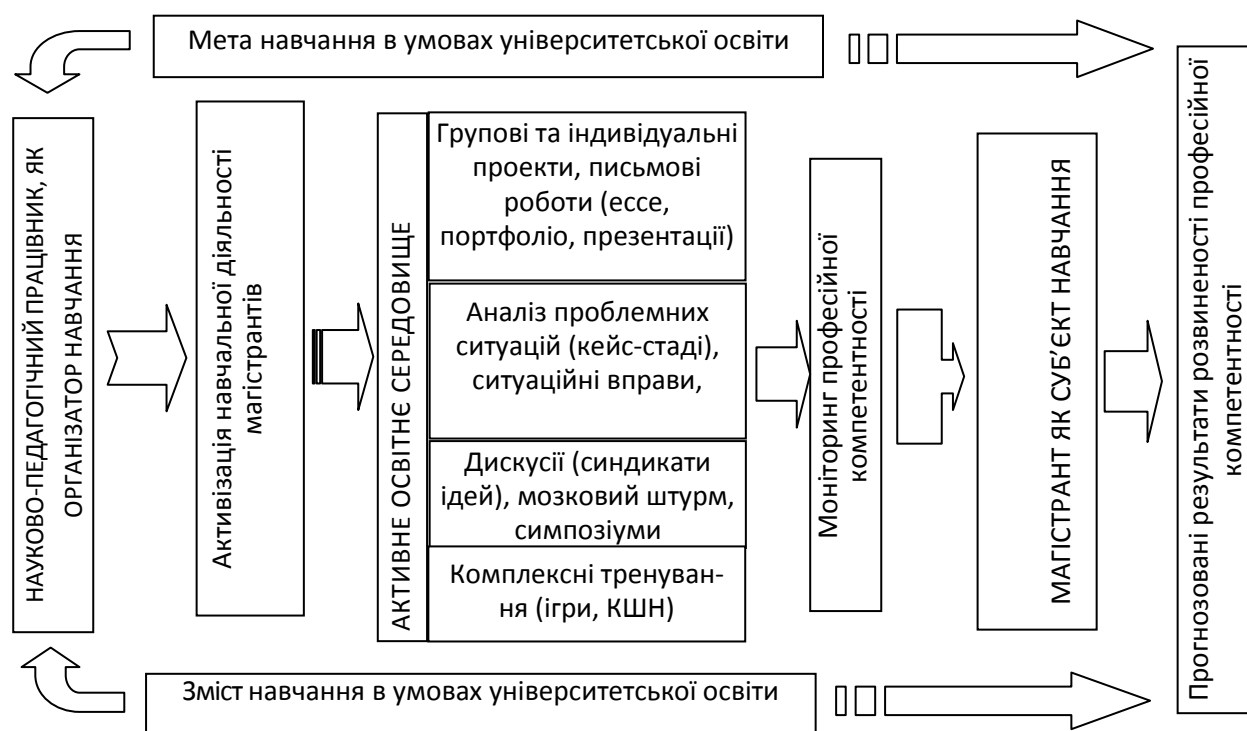 Мета навчання в умовах університетської освіти
НАУКОВО-ПЕДАГОГІЧНИЙ ПРАЦІВНИК, ЯК
ОРГАНІЗАТОР НАВЧАННЯ
Активізація навчальної діяльності
магістрантів
АКТИВНЕ ОСВІТНЄ СЕРЕДОВИЩЕ
Групові та індивідуальні
проекти, письмові
роботи (ессе,
портфоліо, презентації)
Аналіз проблемних
ситуацій (кейс-стаді),
ситуаційні вправи,
Дискусії (синдикати
ідей), мозковий штурм,
симпозіуми
Комплексні тренуван-
ня (ігри, КШН)
Моніторинг професійної
компетентності
МАГІСТРАНТ ЯК СУБ’ЄКТ НАВЧАННЯ
Прогнозовані результати розвиненості професійної
компетентності
Зміст навчання в умовах університетської освіти